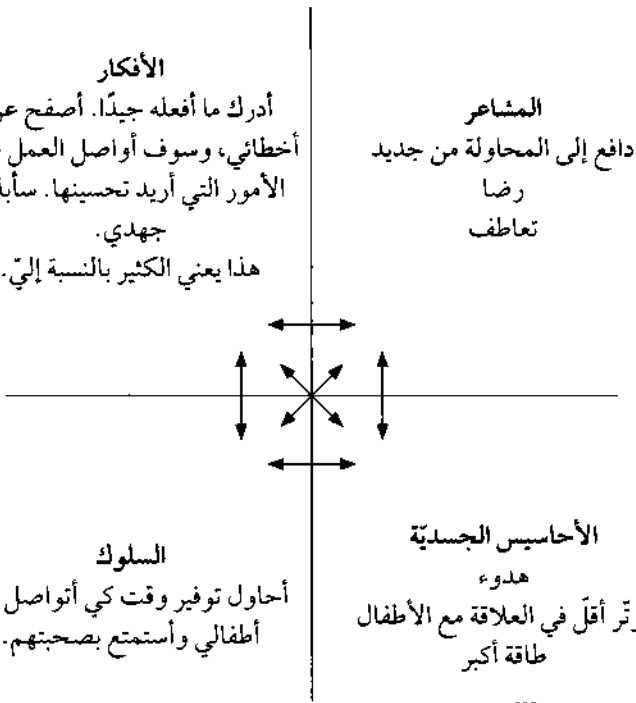 الأفكار
أدرك ما أفعله جيدًا. أصفح
أخطائي، وسوف أواصل العمل
الأمور التي أريد تحسينها.
جهدي.
هذا يعني الكثير بالنسبة إليّ.
المشاعر
دافع إلى المحاولة من جديد
رضا
تعاطف
السلوك
أحاول توفير وقت كي أتواصل
أطفالي وأستمتع بصحبتهم.
الأحاسيس الجسديّة
هدوء
أقلّ في العلاقة مع الأطفال
طاقة أكبر